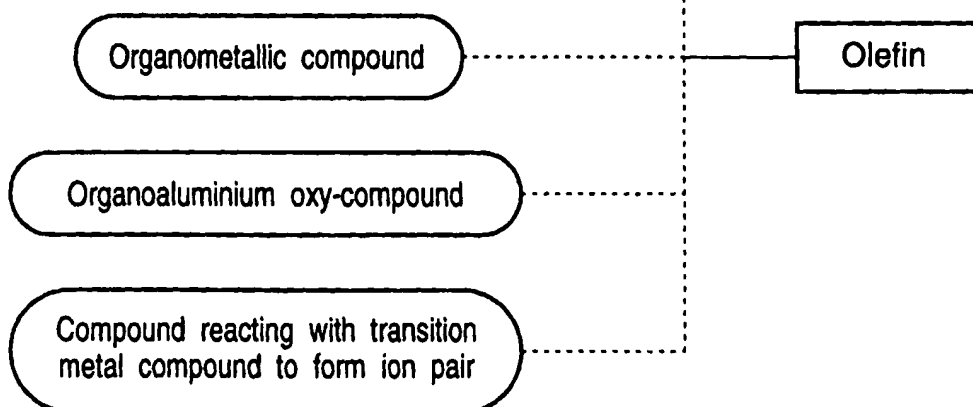 Organometallic compound
Olefin
Organoaluminium oxy-compound
Compound reacting with transition
metal compound to form ion pair